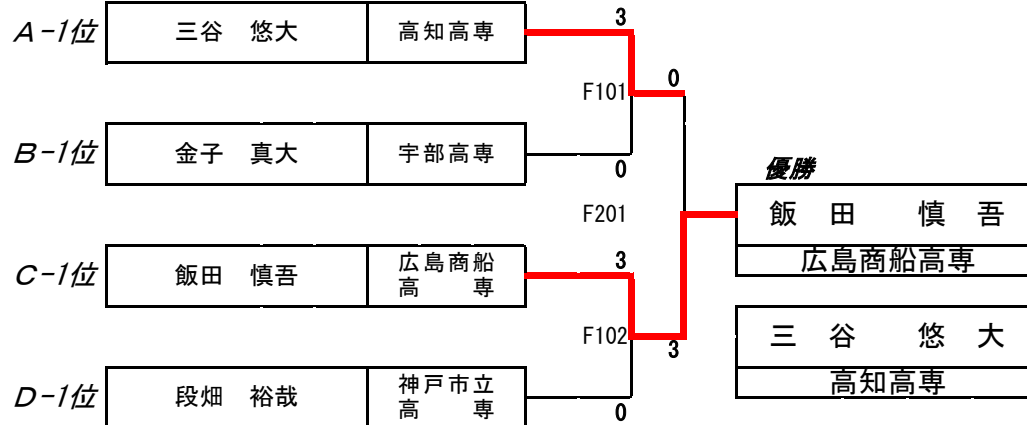 A-1位 三谷 悠大 高知高専 3
F101 0
B-1位 金子 真大 宇部高専 0
優勝
F201 飯田 慎吾
広島商船高専
C-1位 飯田 慎吾 広島商船 3
高専
F102 3 三谷 悠大
高知高専
D-1位 段畑 裕哉 神戸市立 0
高専